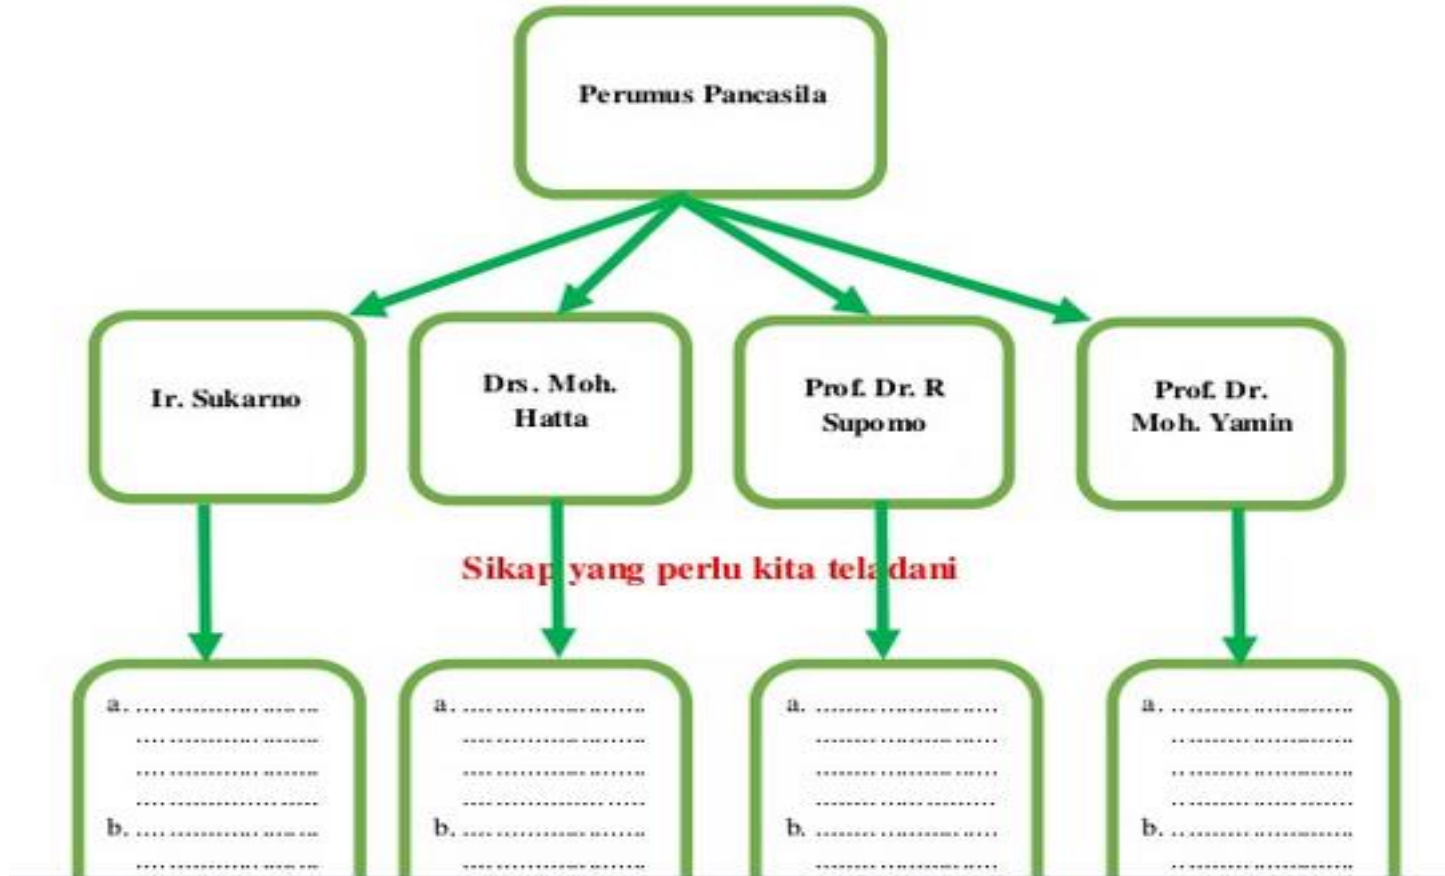 Perumus Pancasila
Ir. Sukarno
Drs. Moh.
Hatta
Prof. Dr. R
Supomo
Prof. Dr.
Moh. Yamin
Sikap yang perlu kita teladani
a. ....................................
....................................
....................................
....................................
b. ....................................
....................................
a. ....................................
....................................
....................................
....................................
b. ....................................
....................................
a. ....................................
....................................
....................................
....................................
b. ....................................
....................................
a. ....................................
....................................
....................................
....................................
b. ....................................
....................................